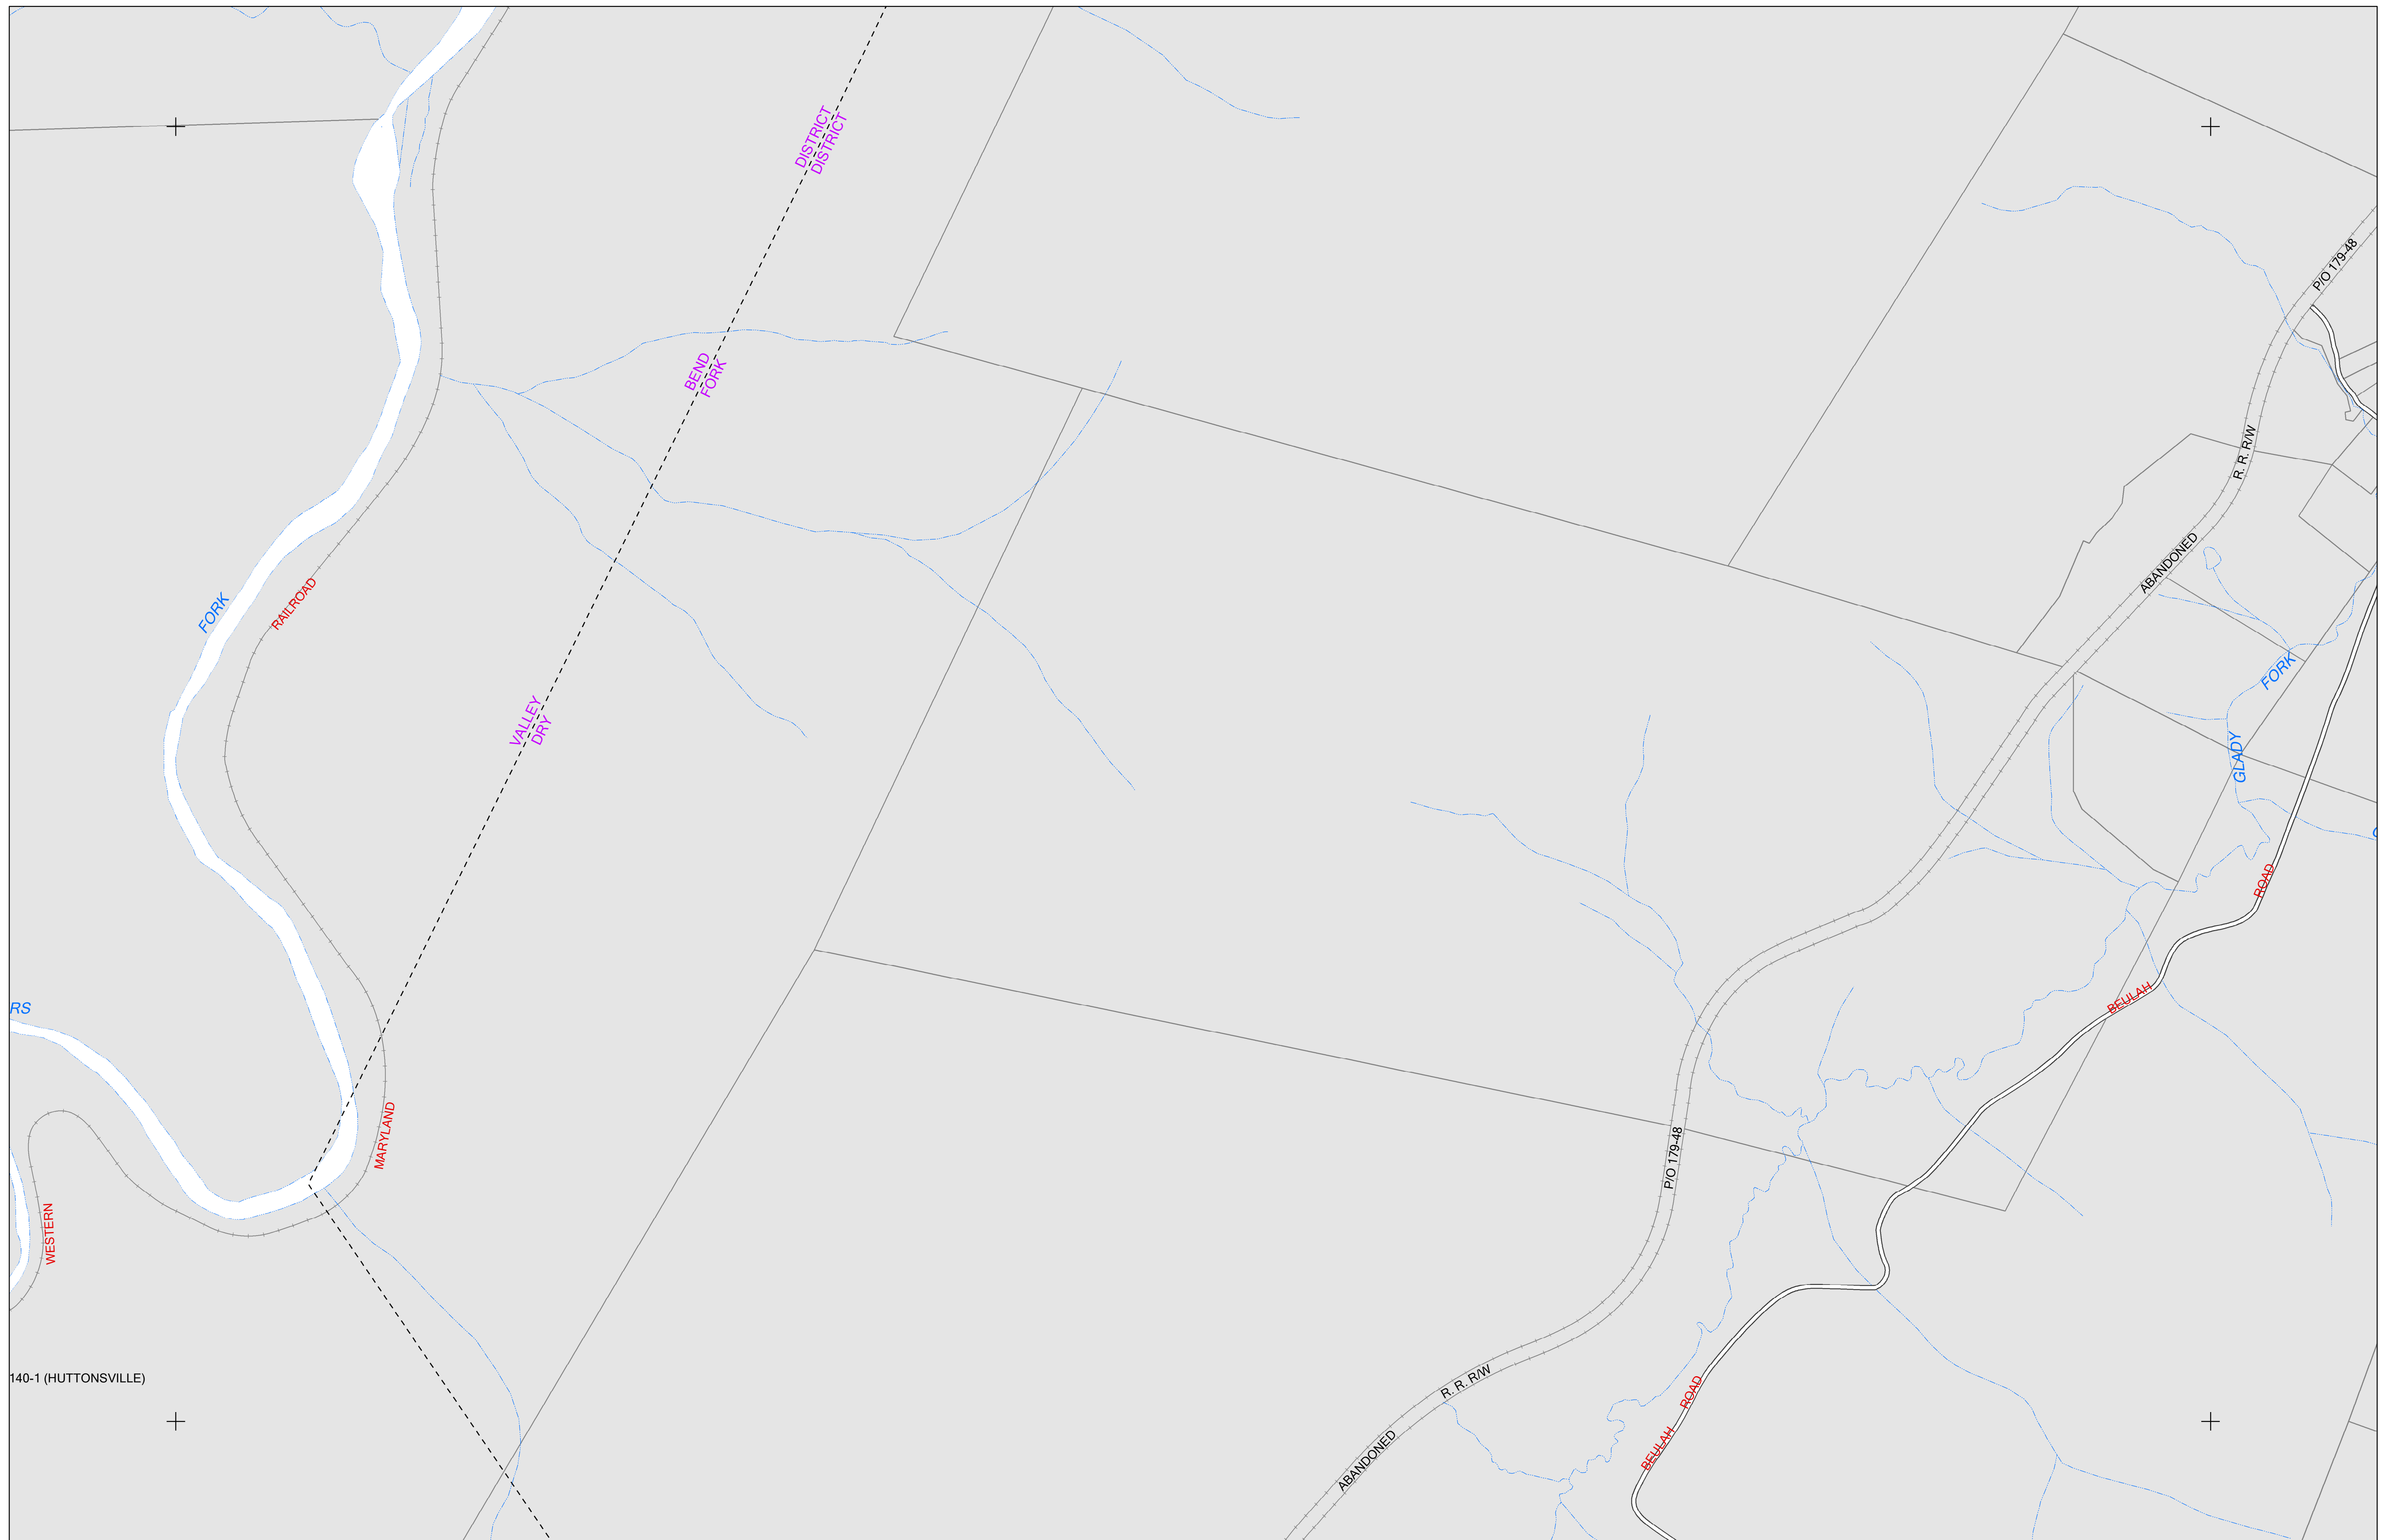 DISTRICT
DISTRICT
P/O 179-48
BEND
FORK
R. R. R/W
ABANDONED
FORK
RAILROAD
FORK
VALLEY
DRY
GLADY
ROAD
RS
BEULAH
MARYLAND
P/O 179-48
WESTERN
140-1 (HUTTONSVILLE)
R. R. R/W
ROAD
ABANDONED
BEULAH